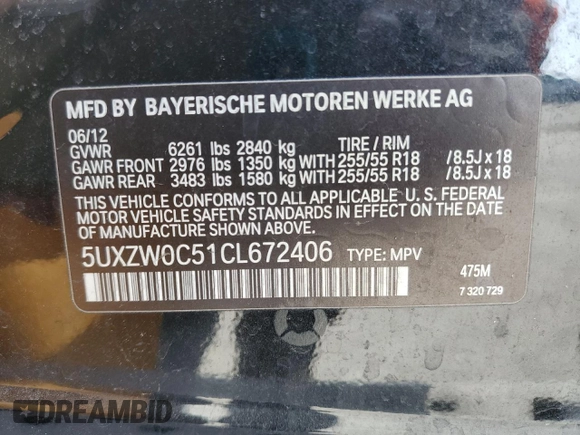 MFD BY BAYERISCHE MOTOREN WERKE AG
06/12
GVWR 6261 lbs 2840 kg TIRE / RIM
GAWR FRONT 2976 lbs 1350 kg WITH 255/55 R18 /8.5J x 18
GAWR REAR 3483 lbs 1580 kg WITH 255/55 R18 /8.5J x 18
THIS VEHICLE CONFORMS TO ALL APPLICABLE U. S. FEDERAL
MOTOR VEHICLE SAFETY STANDARDS IN EFFECT ON THE DATE
OF MANUFACTURE SHOWN ABOVE.
5UXZW0C51CL672406 TYPE: MPV
475M
7 320 729
DREAMBID